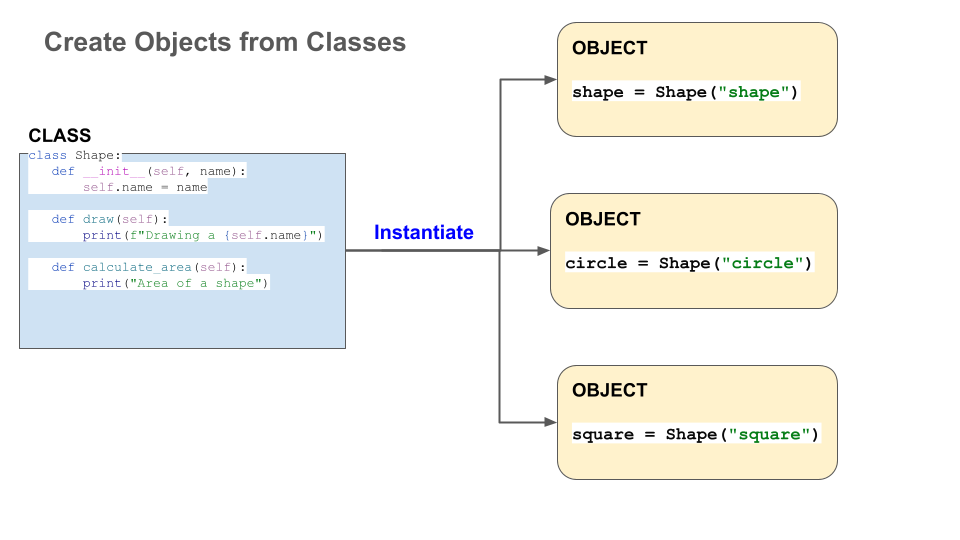 Create Objects from Classes
CLASS
class Shape:
    def __init__(self, name):
        self.name = name
    def draw(self):
        print(f"Drawing a {self.name}")
    def calculate_area(self):
        print("Area of a shape")
Instantiate
OBJECT
shape = Shape("shape")
OBJECT
circle = Shape("circle")
OBJECT
square = Shape("square")